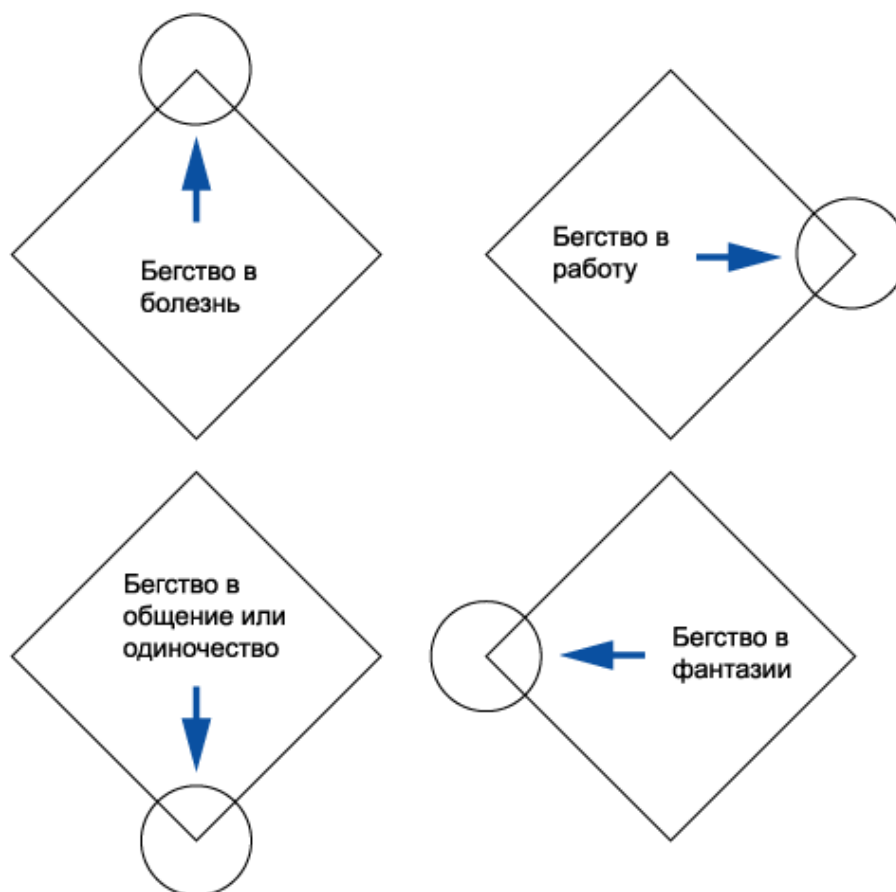 Бегство в
болезнь
Бегство в
работу
Бегство в
общение или
одиночество
Бегство в
фантазии